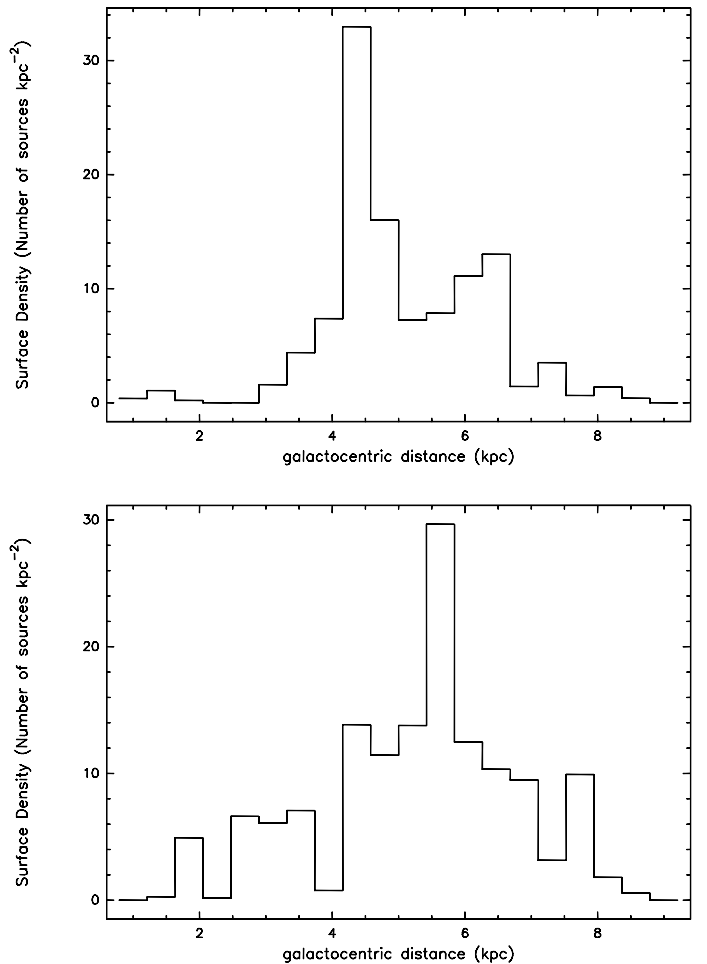 Surface Density (Number of sources kpc⁻²)
30
20
10
0
2 4 6 8
galactocentric distance (kpc)
Surface Density (Number of sources kpc⁻²)
30
20
10
0
2 4 6 8
galactocentric distance (kpc)